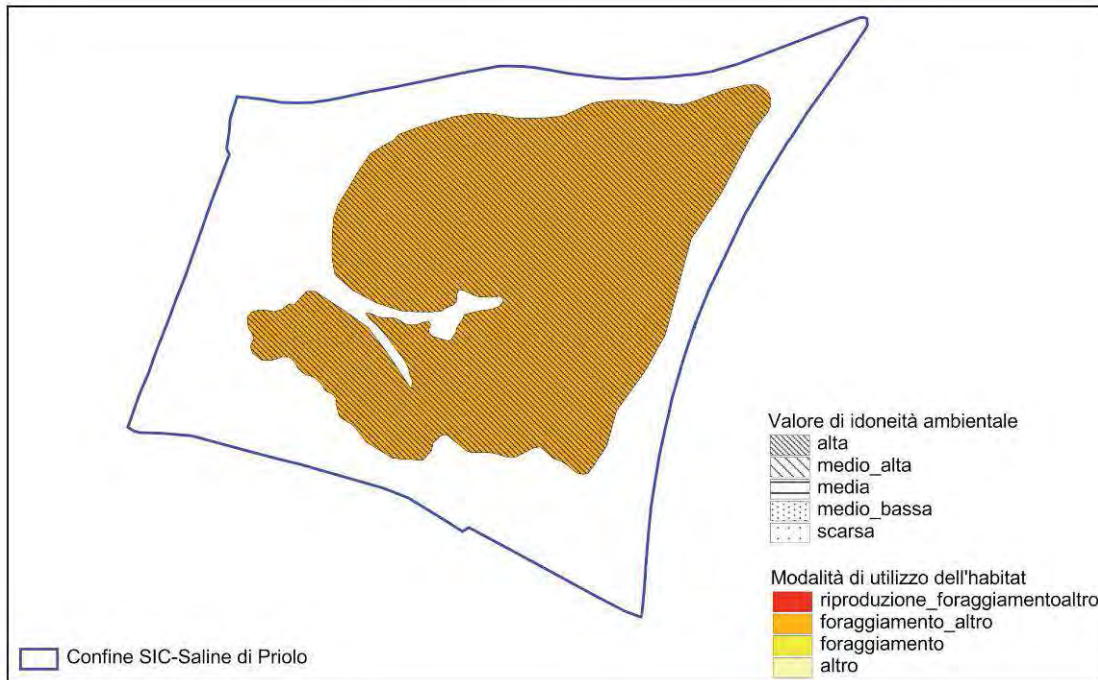 Valore di idoneità ambientale
alta
medio_alta
media
medio_bassa
scarsa
Modalità di utilizzo dell'habitat
riproduzione_foraggiamentoaltro
foraggiamento_altro
foraggiamento
altro
Confine SIC-Saline di Priolo